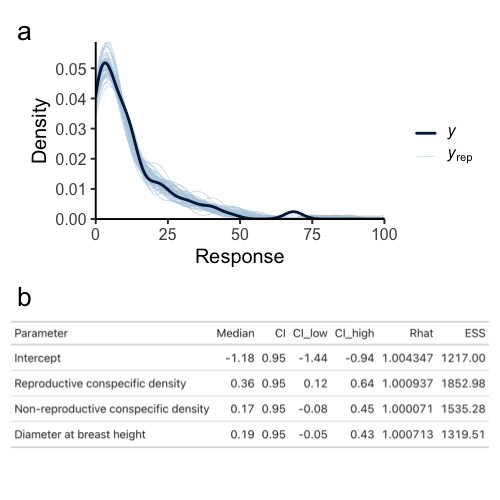 a
0.05
0.04
0.03
0.02
0.01
0.00
Density
0 25 50 75 100
Response
y
yrep
b
Parameter Median CI CI_low CI_high Rhat ESS
Intercept -1.18 0.95 -1.44 -0.94 1.004347 1217.00
Reproductive conspecific density 0.36 0.95 0.12 0.64 1.000937 1852.98
Non-reproductive conspecific density 0.17 0.95 -0.08 0.45 1.000071 1535.28
Diameter at breast height 0.19 0.95 -0.05 0.43 1.000713 1319.51